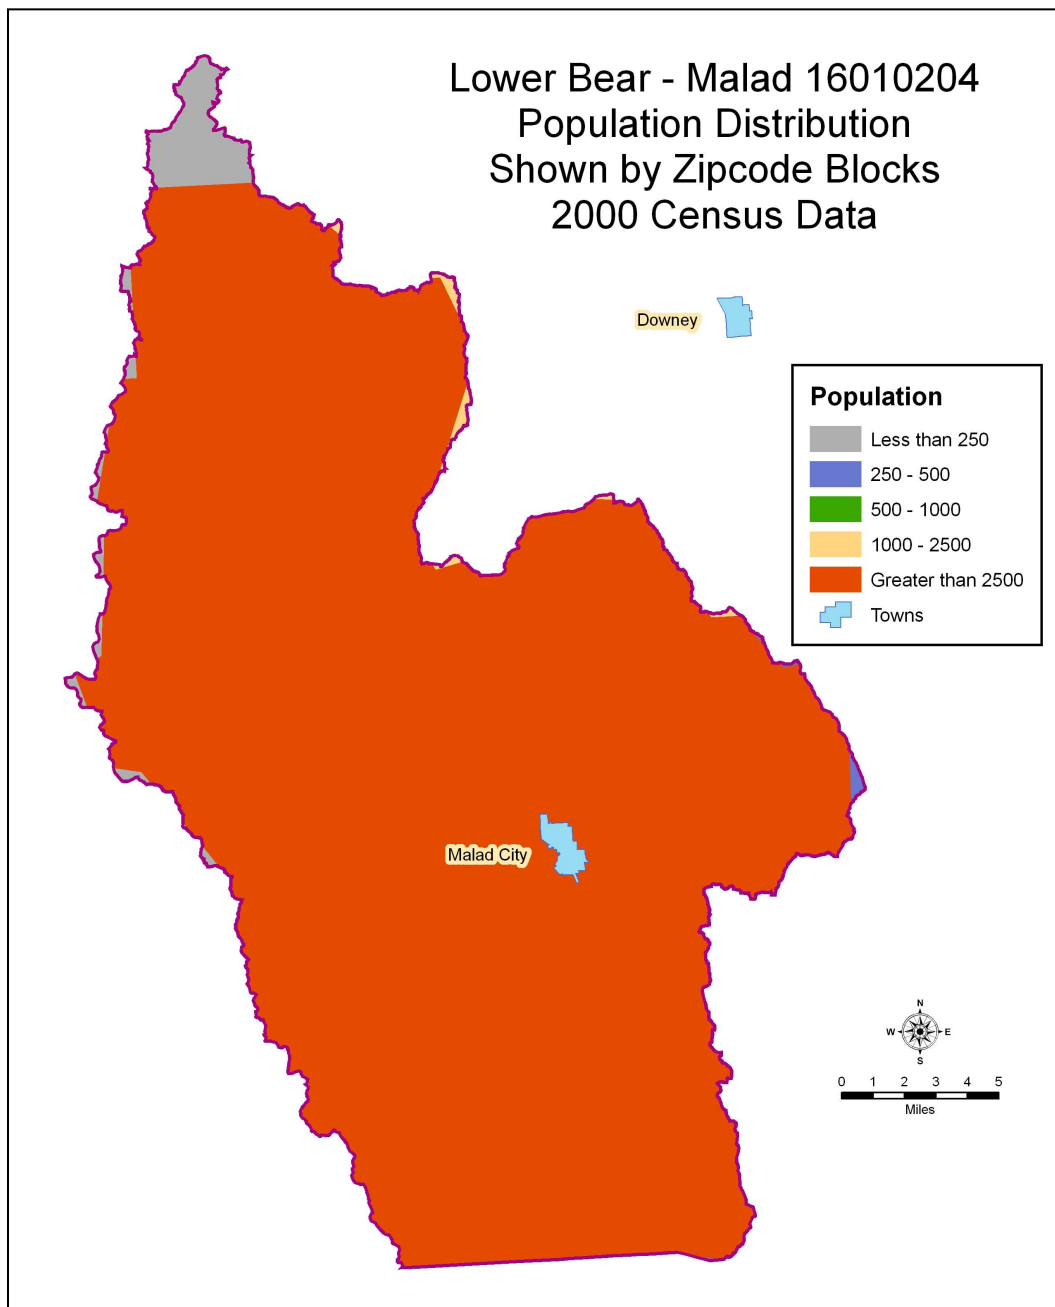 Lower Bear - Malad 16010204
Population Distribution
Shown by Zipcode Blocks
2000 Census Data
Downey
Population
Less than 250
250 - 500
500 - 1000
1000 - 2500
Greater than 2500
Towns
Malad City
N
W E
S
0 1 2 3 4 5
Miles